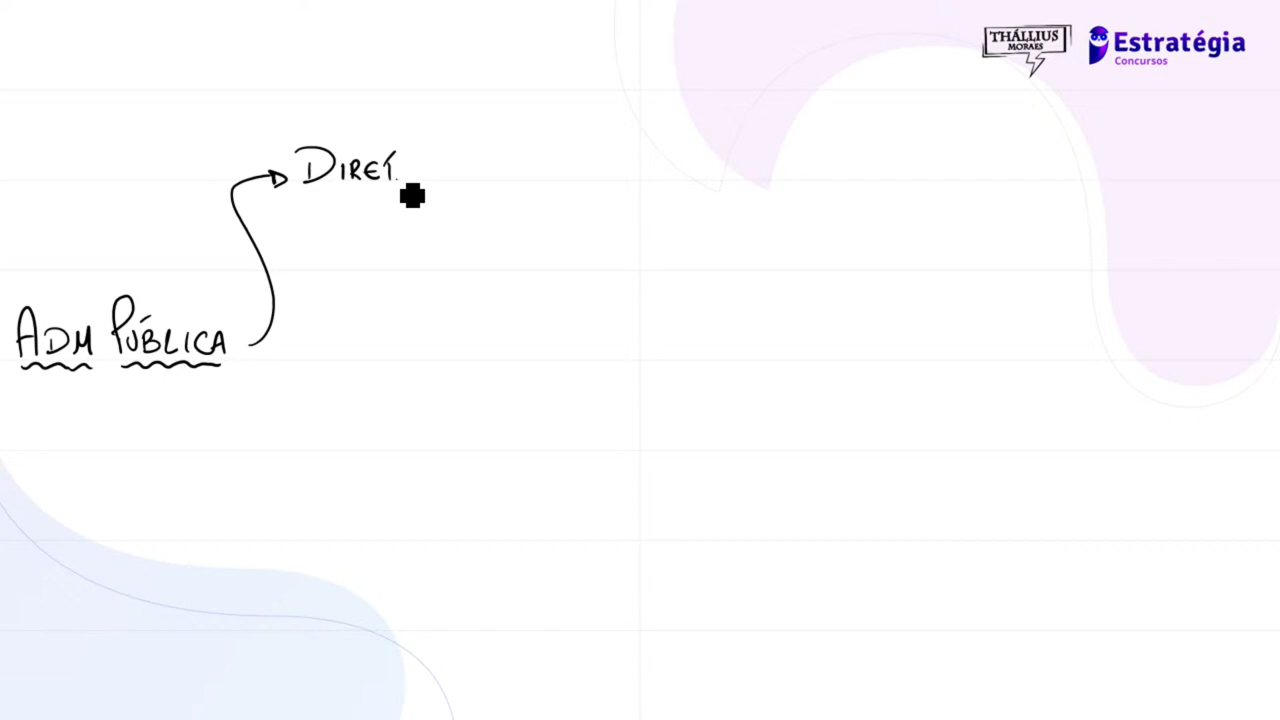 THÁLLIUS
MORAES
Estratégia
Concursos
DIRET
ADM PÚBLICA